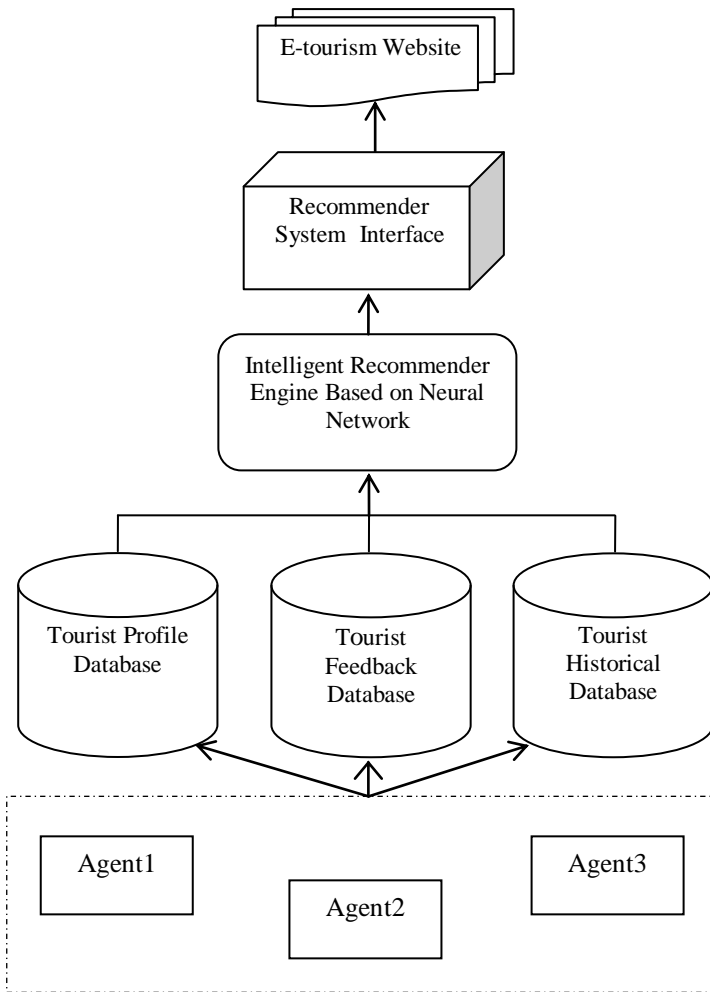 E-tourism Website
Recommender
System Interface
Intelligent Recommender
Engine Based on Neural
Network
Tourist Profile
Database
Tourist
Feedback
Database
Tourist
Historical
Database
Agent1
Agent2
Agent3